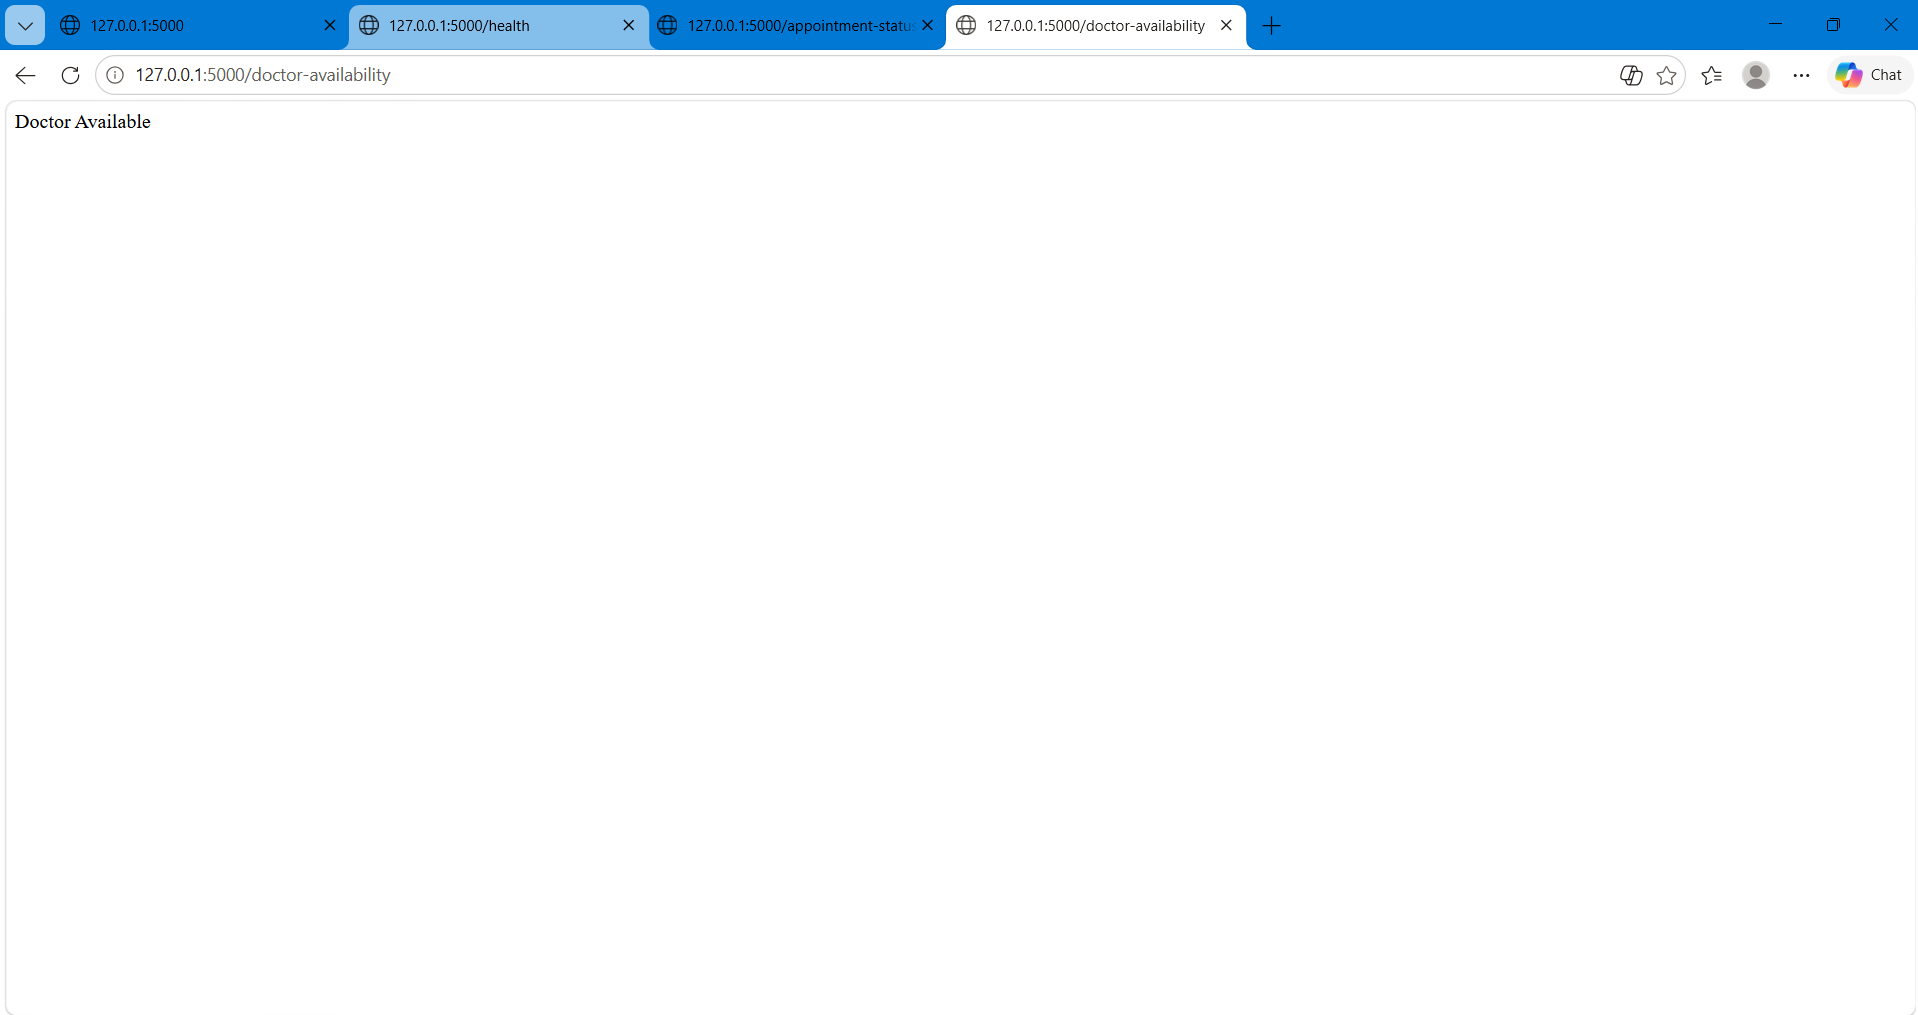 127.0.0.1:5000
127.0.0.1:5000/health
127.0.0.1:5000/appointment-status
127.0.0.1:5000/doctor-availability
127.0.0.1:5000/doctor-availability
Chat
Doctor Available